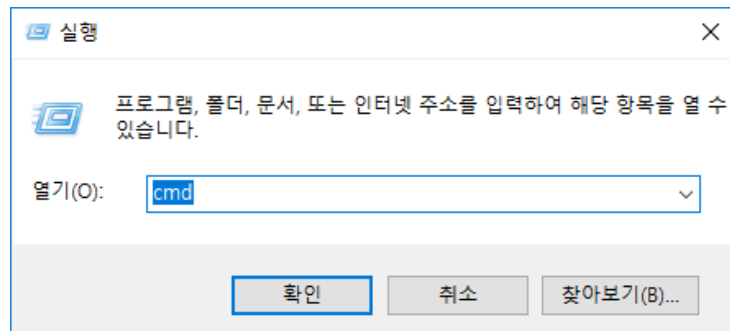 실행
프로그램, 폴더, 문서, 또는 인터넷 주소를 입력하여 해당 항목을 열 수
있습니다.
열기(O): cmd
확인 취소 찾아보기(B)...